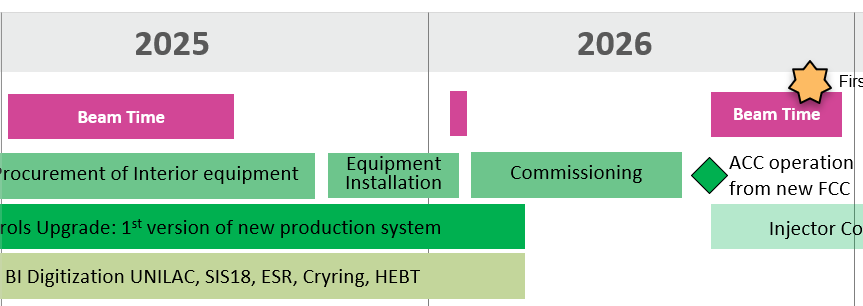 2025
2026
Firs
Beam Time
Beam Time
Procurement of Interior equipment
Equipment
Installation
Commissioning
ACC operation
from new FCC
rols Upgrade: 1st version of new production system
Injector Co
BI Digitization UNILAC, SIS18, ESR, Cryring, HEBT